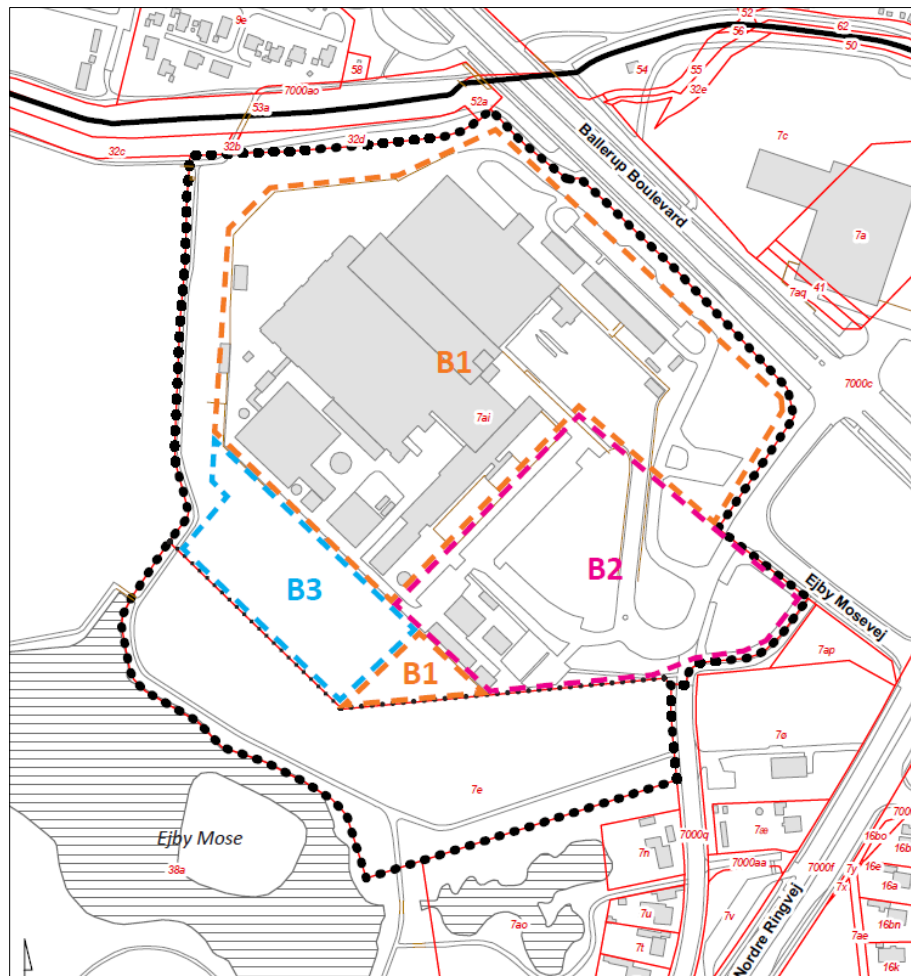 9e
52
62
56
50
58
54
55
7000ao
32e
53a
52a
32c
32b
32d
7c
Ballerup Boulevard
7a
41
7aq
B1
7000c
7ai
B2
B3
Ejby Mosevej
B1
7ap
7ø
7e
Ejby Mose
38a
7n
7000q
7æ
7000aa
7000f
16bo
7y
16e
7x
16a
7u
7v
7ao
7t
7ae
16bn
Nordre Ringvej
16k